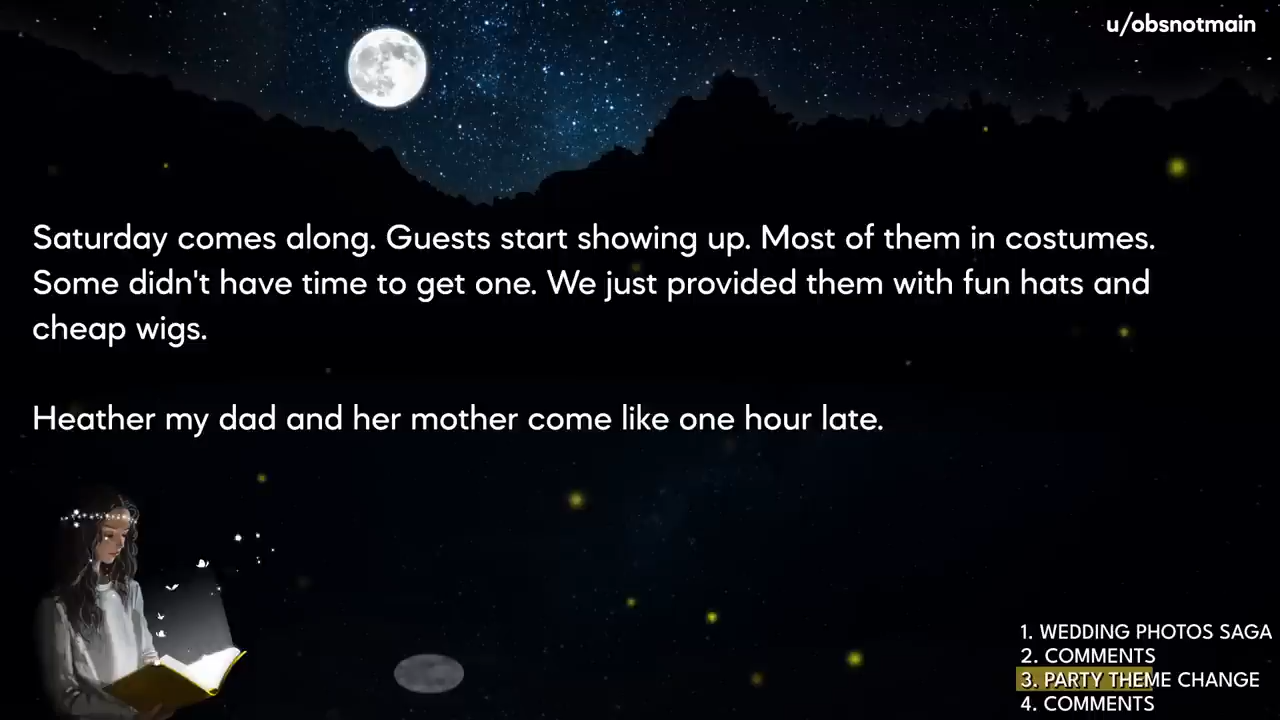 u/obsnotmain
Saturday comes along. Guests start showing up. Most of them in costumes.
Some didn't have time to get one. We just provided them with fun hats and
cheap wigs.
Heather my dad and her mother come like one hour late.
1. WEDDING PHOTOS SAGA
2. COMMENTS
3. PARTY THEME CHANGE
4. COMMENTS